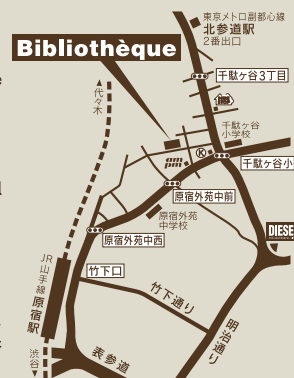 東京メトロ副都心線
北参道駅
2番出口
Bibliothèque
千駄ヶ谷3丁目
▲代々木
千駄ヶ谷
小学校
am
pm
K
千駄ヶ谷小
原宿外苑中前
原宿外苑
中学校
DIESE
原宿外苑中西
竹下口
JR山手線 原宿駅
竹下通り
明治通り
表参道
渋谷▼